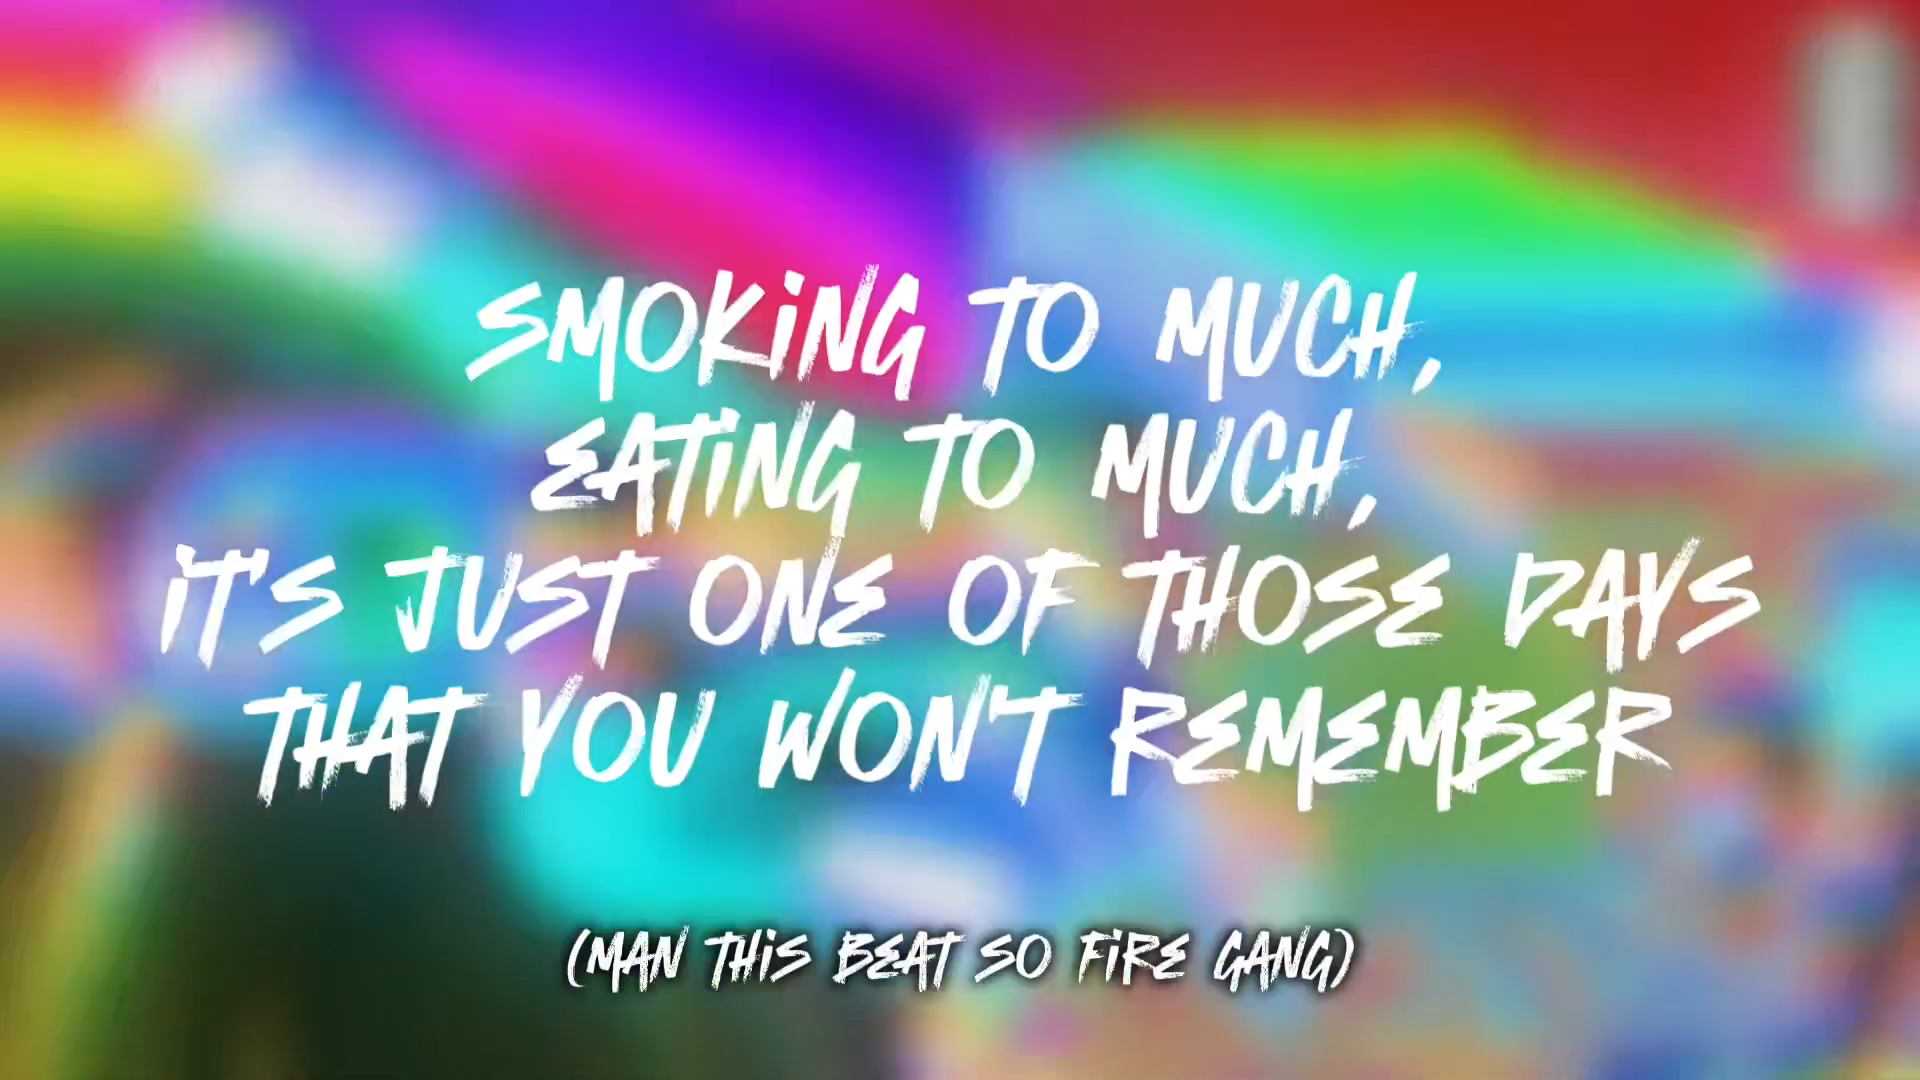 SMOKiNG TO MUCH,
EATiNG TO MUCH,
iT'S JUST ONE OF THOSE DAYS
THAT YOU WON'T REMEMBER
(MAN THiS BEAT SO FiRE GANG)